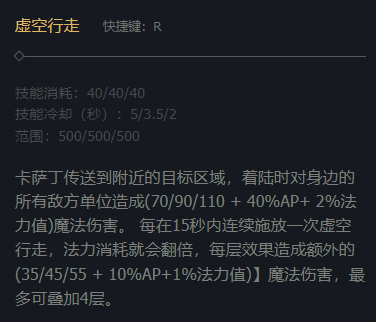 虚空行走 快捷键：R
技能消耗：40/40/40
技能冷却（秒）：5/3.5/2
范围：500/500/500
卡萨丁传送到附近的目标区域，着陆时对身边的
所有敌方单位造成(70/90/110 + 40%AP+ 2%法
力值)魔法伤害。 每在15秒内连续施放一次虚空
行走，法力消耗就会翻倍，每层效果造成额外的
(35/45/55 + 10%AP+1%法力值)】魔法伤害，最
多可叠加4层。